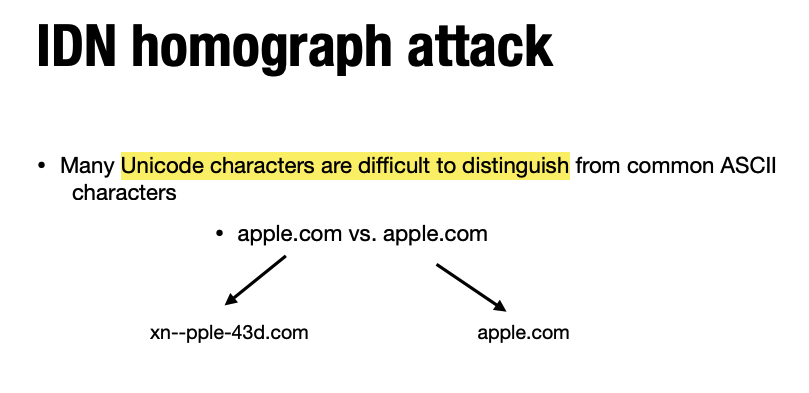 IDN homograph attack
• Many Unicode characters are difficult to distinguish from common ASCII
characters
• аpple.com vs. apple.com
xn--pple-43d.com
apple.com